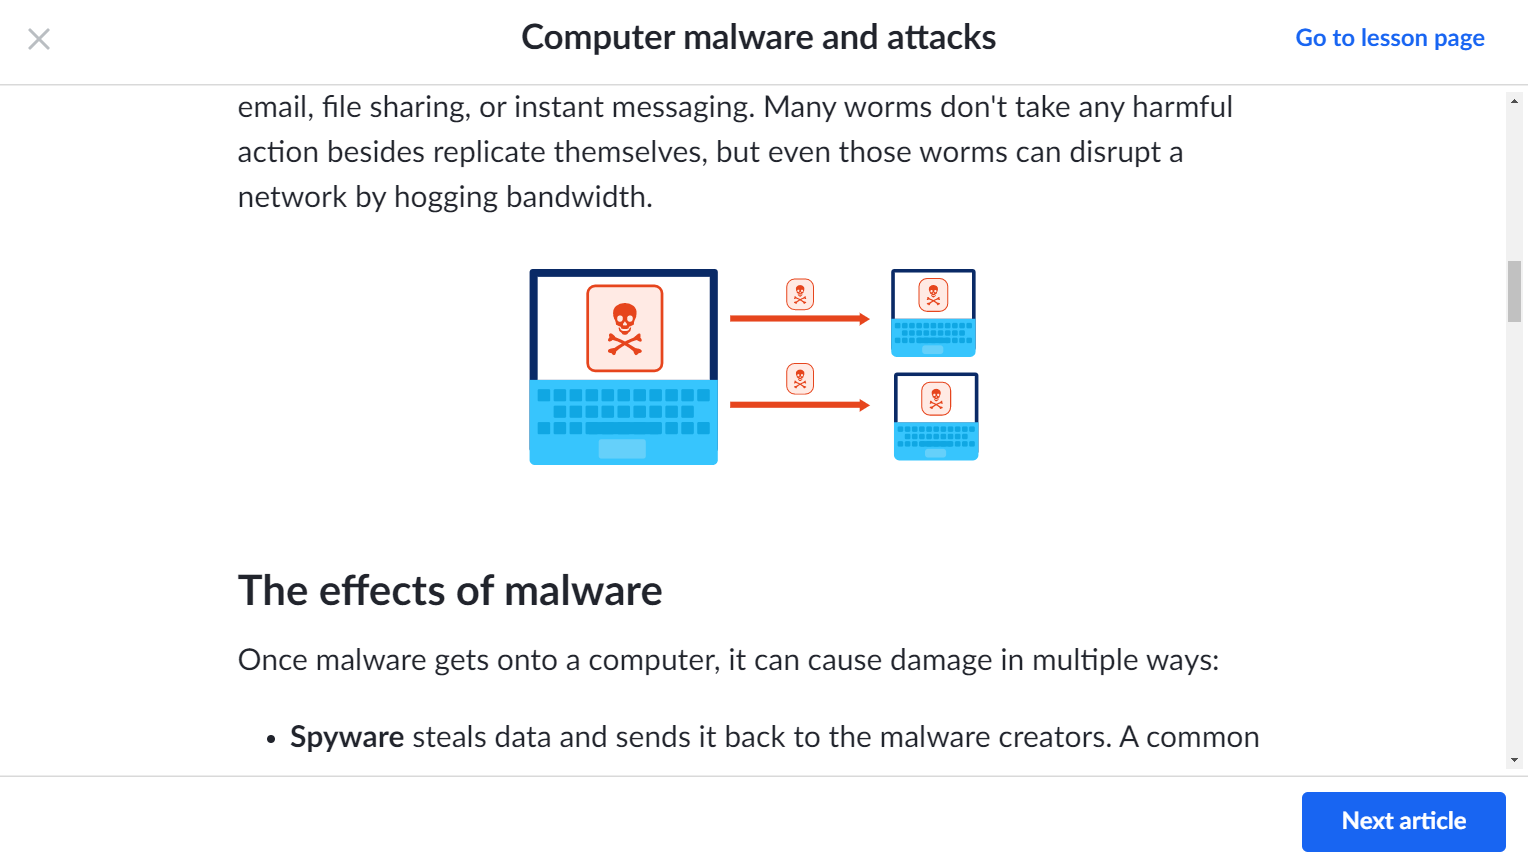 Computer malware and attacks
Go to lesson page
email, file sharing, or instant messaging. Many worms don't take any harmful
action besides replicate themselves, but even those worms can disrupt a
network by hogging bandwidth.
The effects of malware
Once malware gets onto a computer, it can cause damage in multiple ways:
• Spyware steals data and sends it back to the malware creators. A common
Next article